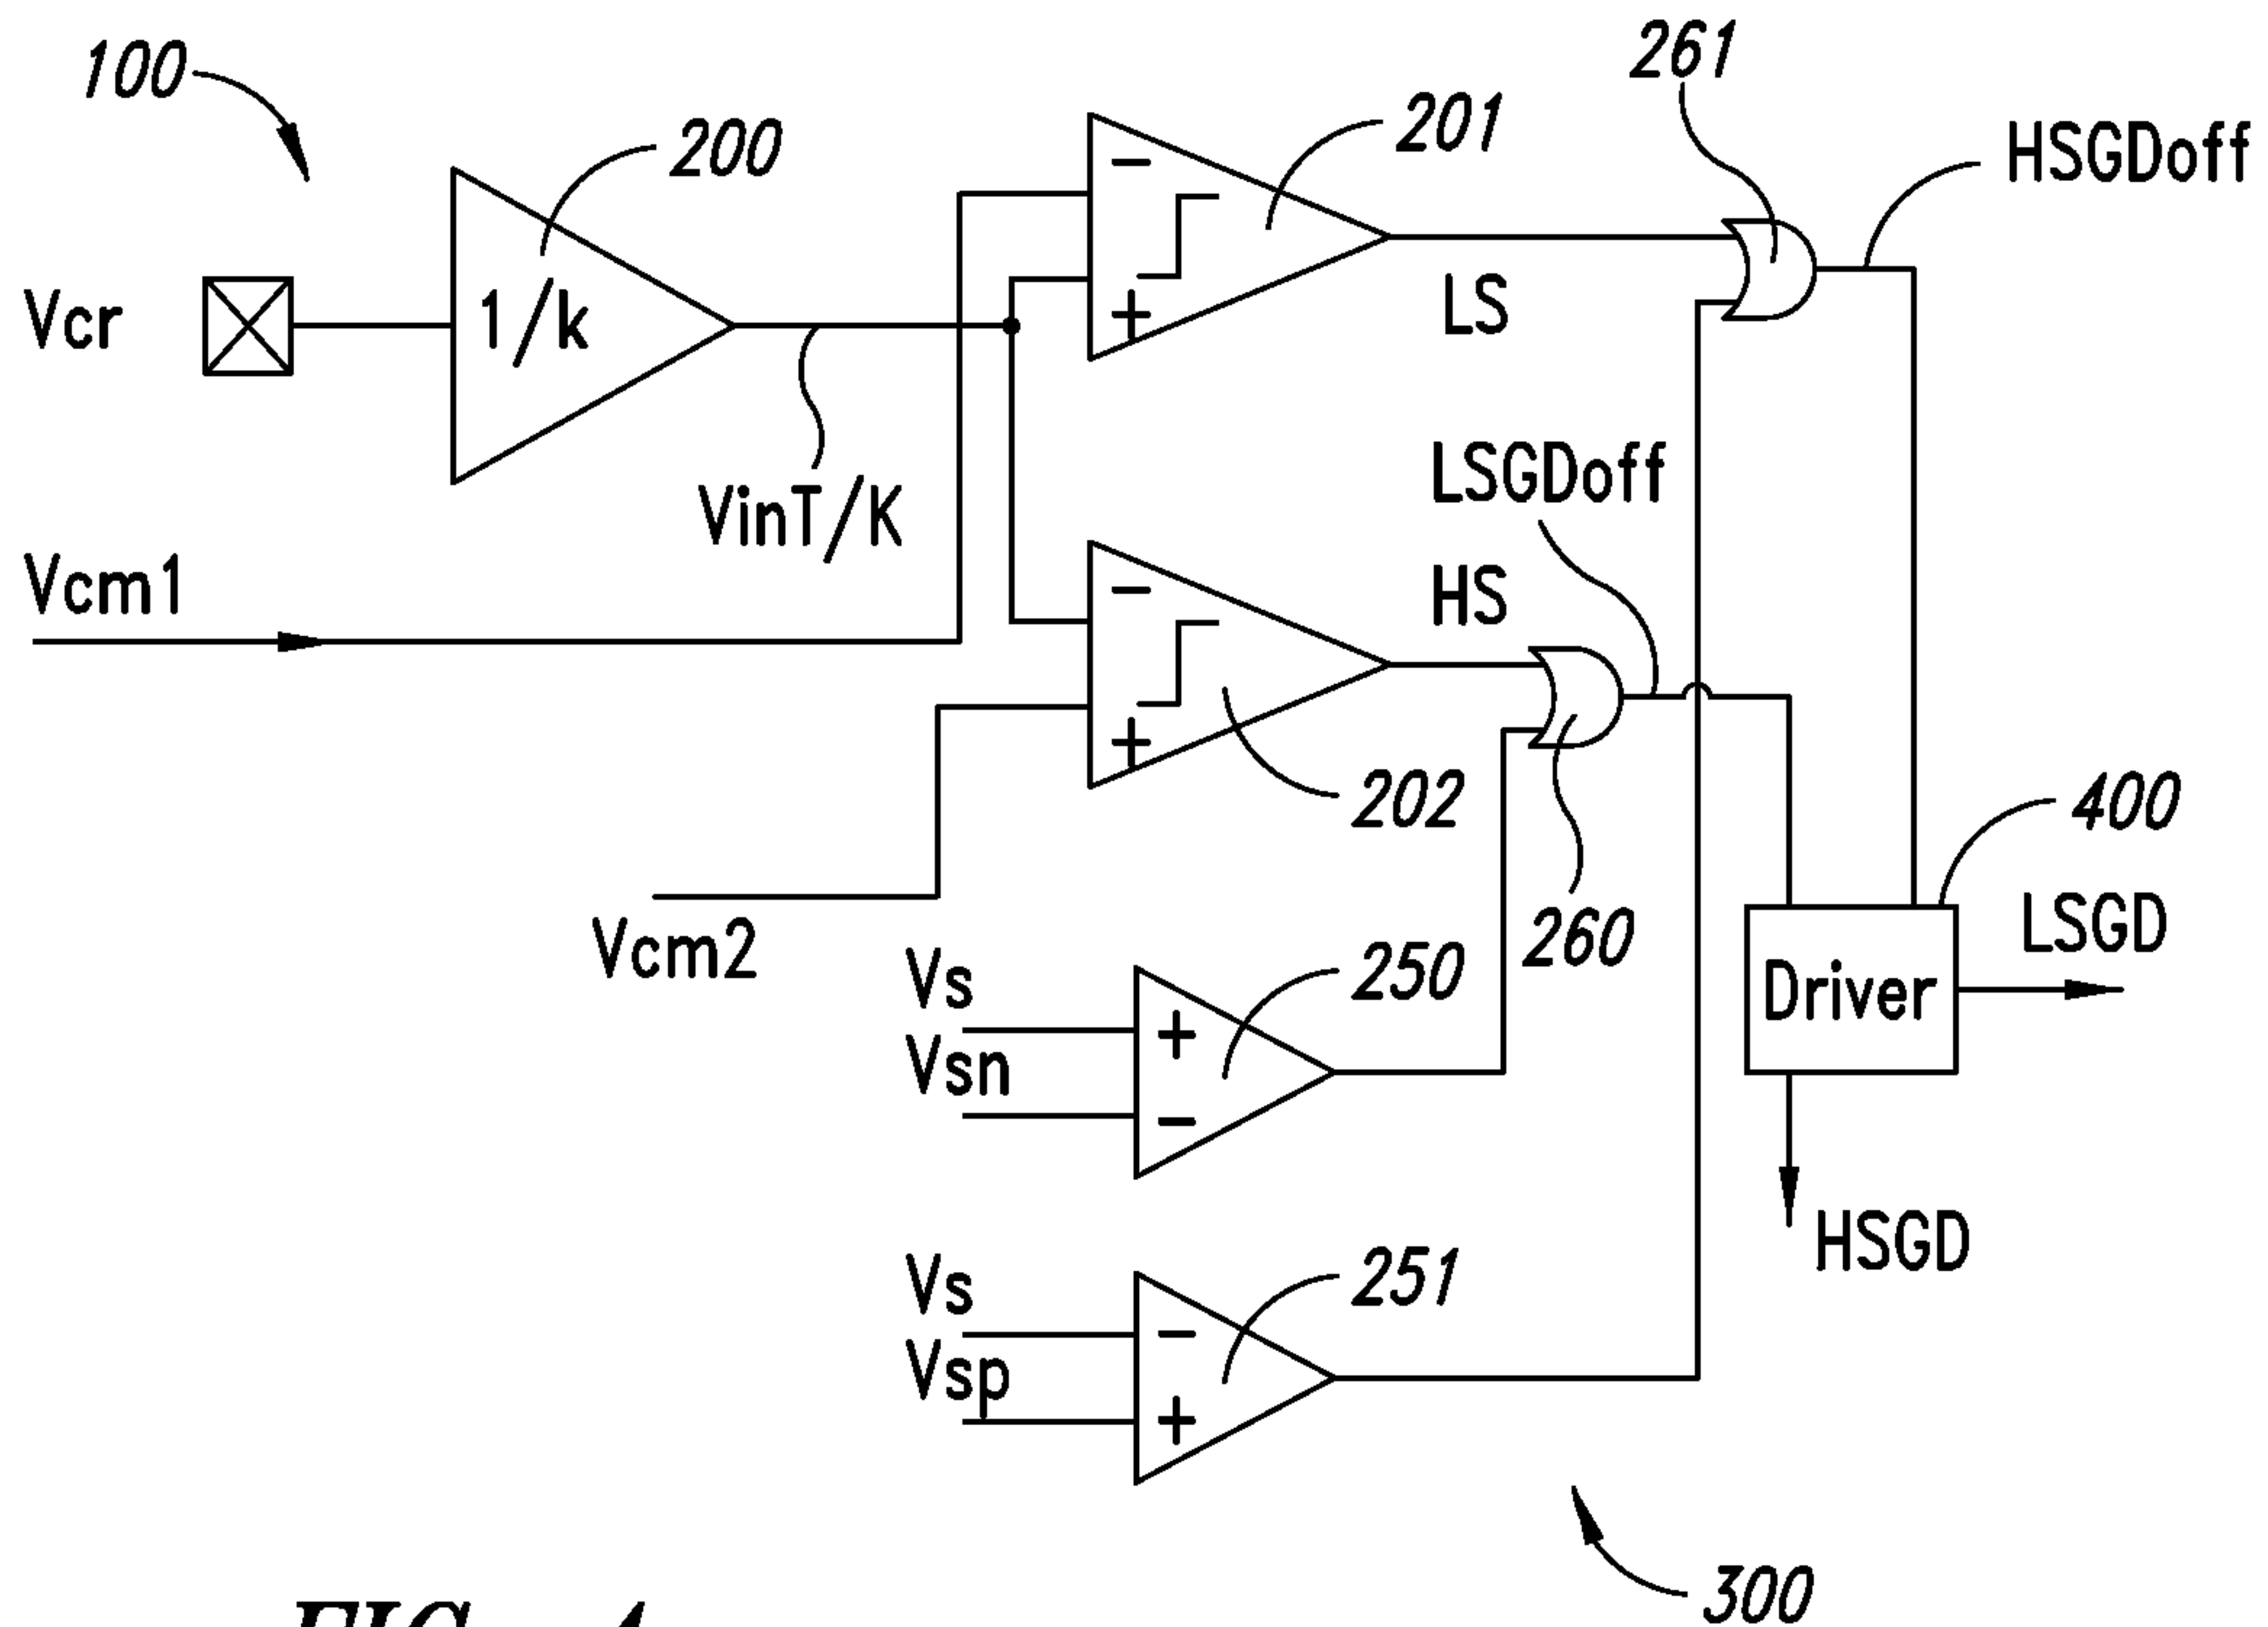 100
200
201
261
HSGDoff
Vcr
1/k
−
+
LS
VinT/K
LSGDoff
HS
Vcm1
−
+
202
260
400
Vcm2
Driver
LSGD
Vs
Vsn
+
−
250
HSGD
Vs
Vsp
−
+
251
300